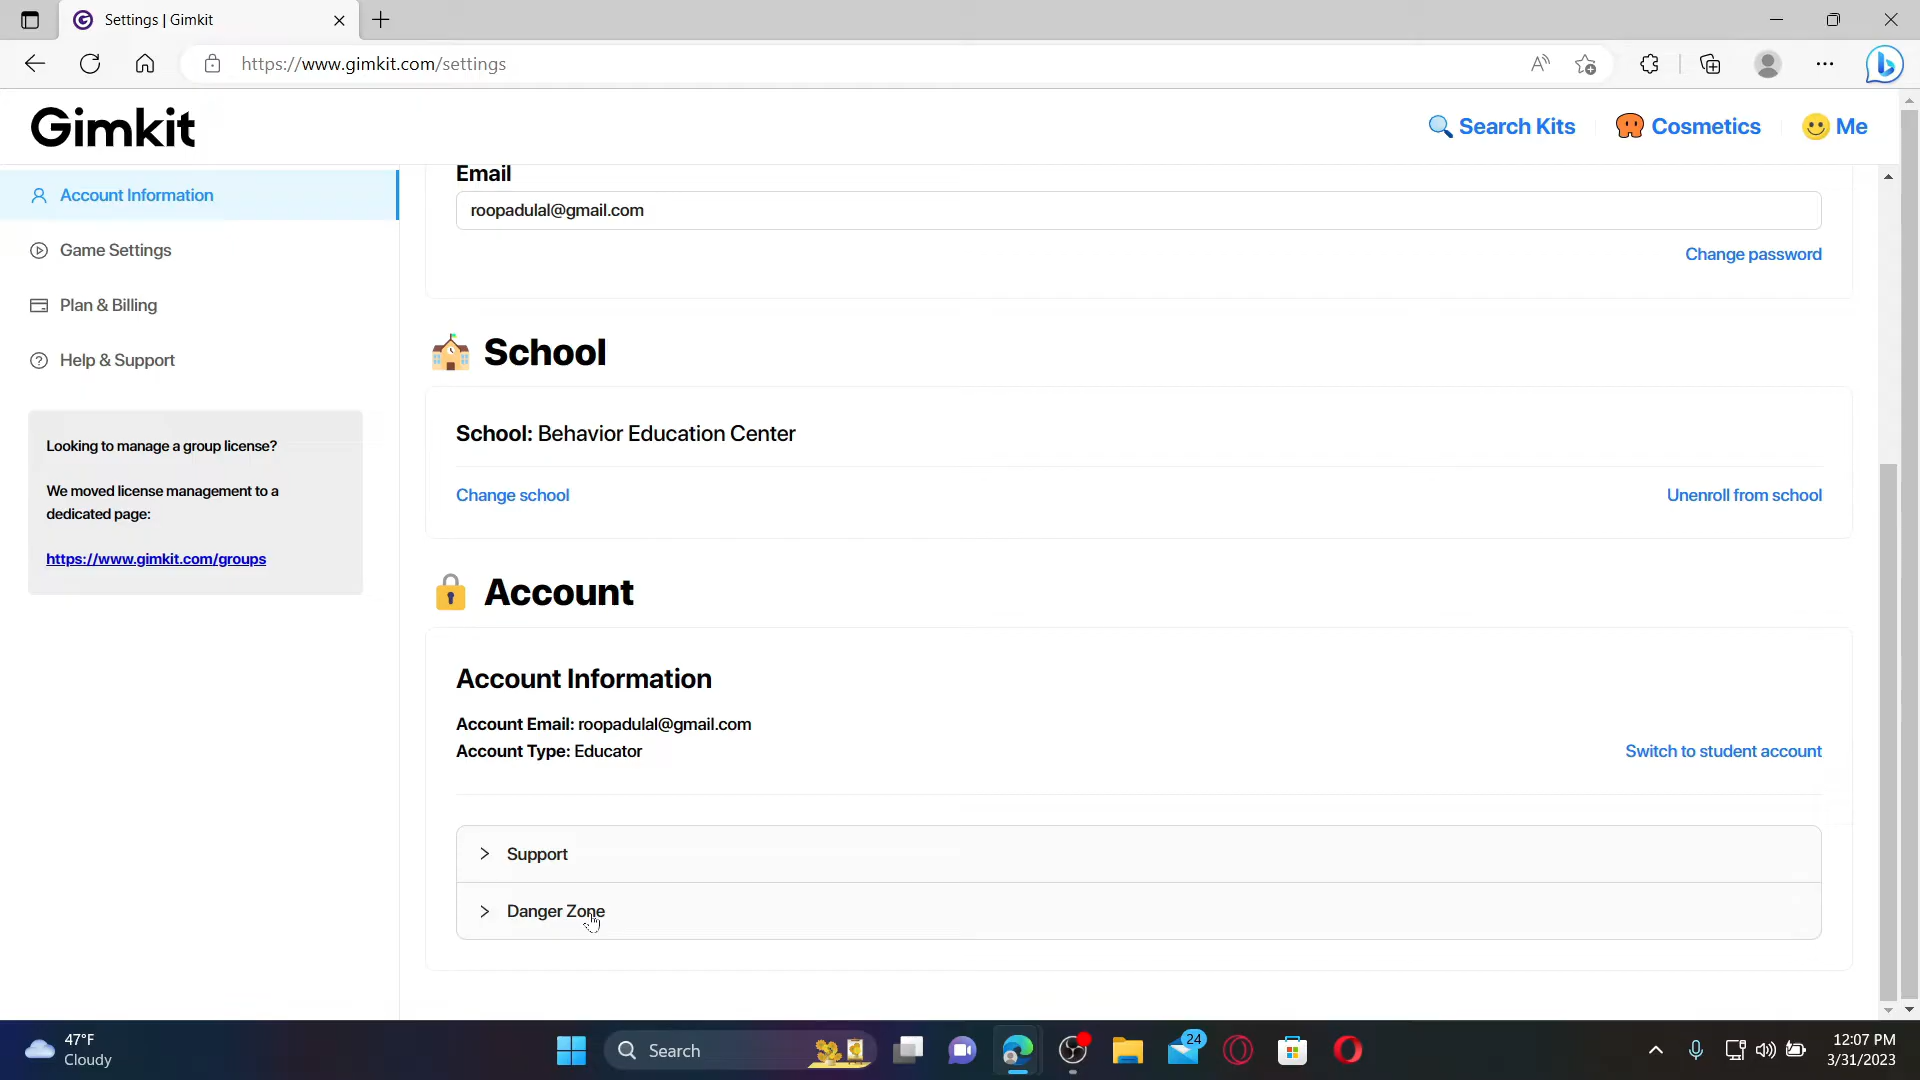 Settings | Gimkit
https://www.gimkit.com/settings
Gimkit
Search Kits
Cosmetics
Me
Account Information
Game Settings
Plan & Billing
Help & Support
Looking to manage a group license?
We moved license management to a
dedicated page:
https://www.gimkit.com/groups
Email
roopadulal@gmail.com
Change password
School
School: Behavior Education Center
Change school
Unenroll from school
Account
Account Information
Account Email: roopadulal@gmail.com
Account Type: Educator
Switch to student account
Support
Danger Zone
47°F
Cloudy
Search
24
12:07 PM
3/31/2023